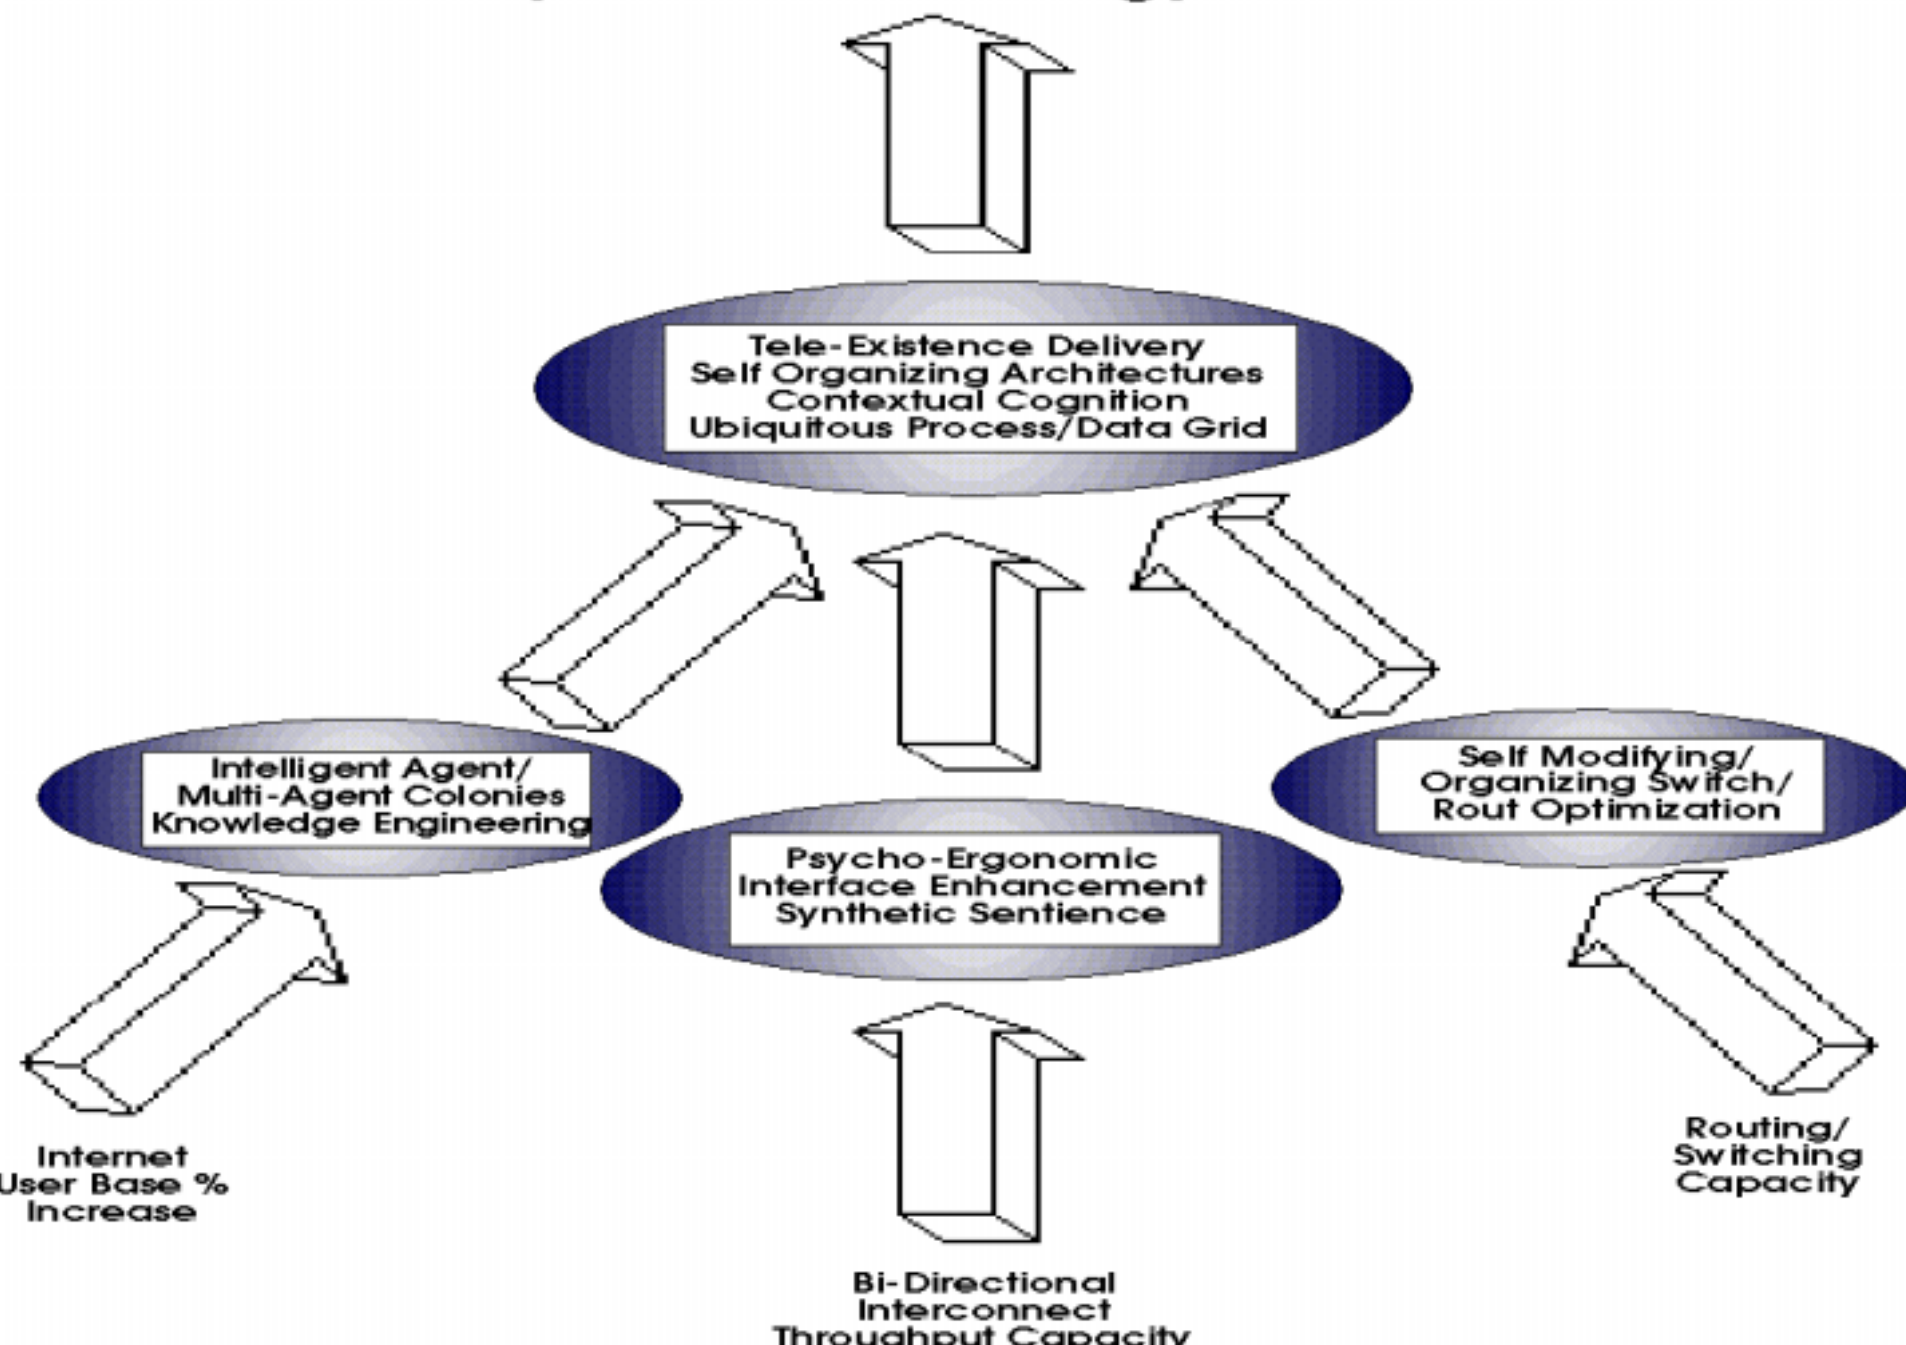 Tele-Existence Delivery
Self Organizing Architectures
Contextual Cognition
Ubiquitous Process/Data Grid
Intelligent Agent/
Multi-Agent Colonies
Knowledge Engineering
Psycho-Ergonomic
Interface Enhancement
Synthetic Sentience
Self Modifying/
Organizing Switch/
Rout Optimization
Internet
User Base %
Increase
Bi-Directional
Interconnect
Throughput Capacity
Routing/
Switching
Capacity